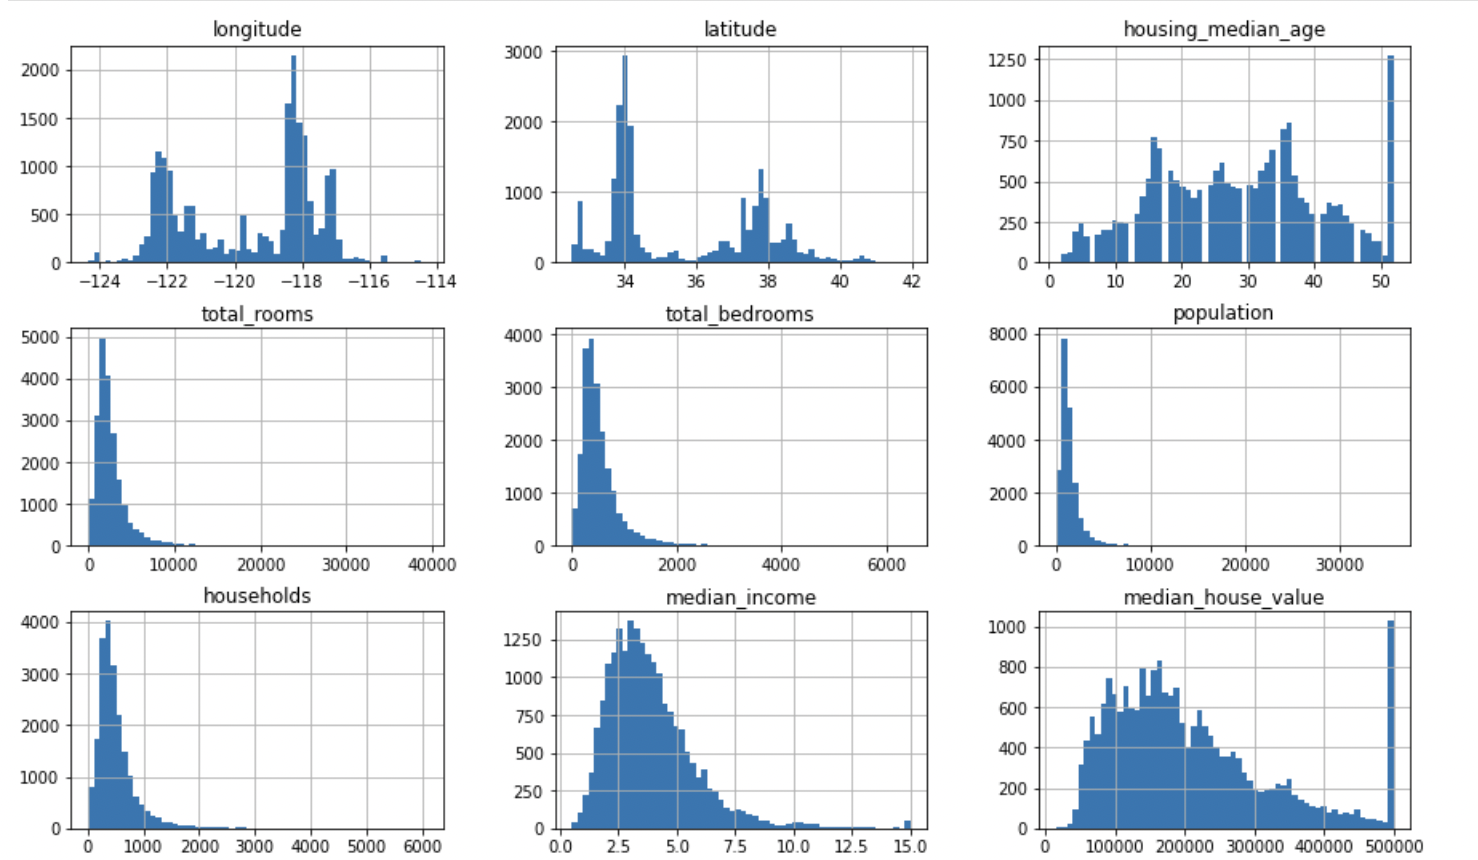 longitude
2000
1500
1000
500
0
−124 −122 −120 −118 −116 −114
latitude
3000
2000
1000
0
34 36 38 40 42
housing_median_age
1250
1000
750
500
250
0
0 10 20 30 40 50
total_rooms
5000
4000
3000
2000
1000
0
0 10000 20000 30000 40000
total_bedrooms
4000
3000
2000
1000
0
0 2000 4000 6000
population
8000
6000
4000
2000
0
0 10000 20000 30000
households
4000
3000
2000
1000
0
0 1000 2000 3000 4000 5000 6000
median_income
1250
1000
750
500
250
0
0.0 2.5 5.0 7.5 10.0 12.5 15.0
median_house_value
1000
800
600
400
200
0
0 100000 200000 300000 400000 500000